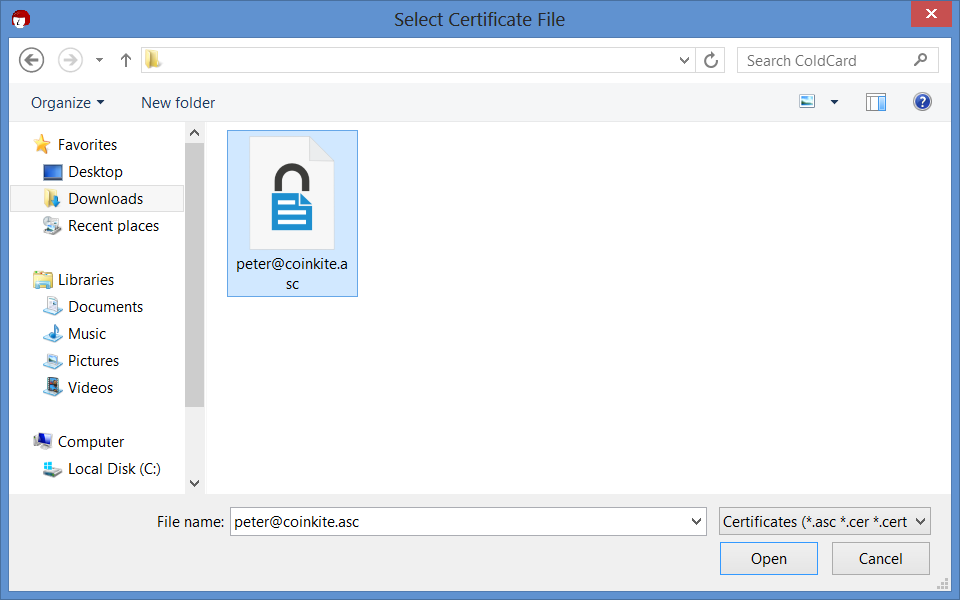 Select Certificate File
Search ColdCard
Organize
New folder
Favorites
Desktop
Downloads
Recent places
Libraries
Documents
Music
Pictures
Videos
Computer
Local Disk (C:)
peter@coinkite.a
sc
File name: peter@coinkite.asc
Certificates (*.asc *.cer *.cert
Open
Cancel